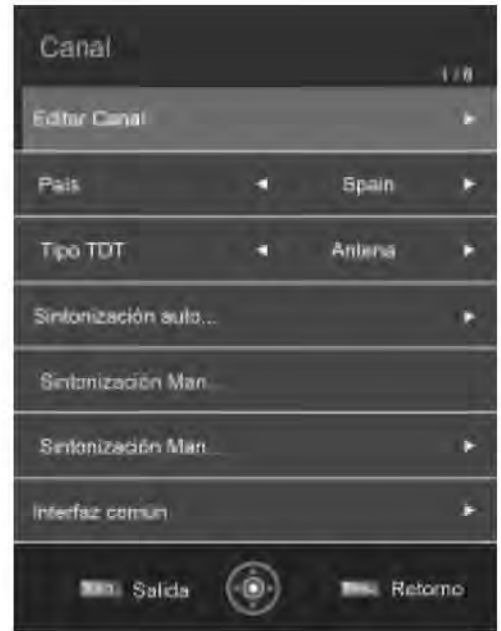 Canal
1 / 8
Editar Canal
País ◄ Spain ►
Tipo TDT ◄ Antena ►
Sintonización auto...
Sintonización Man...
Sintonización Man...
Interfaz comun
Salida Retorno